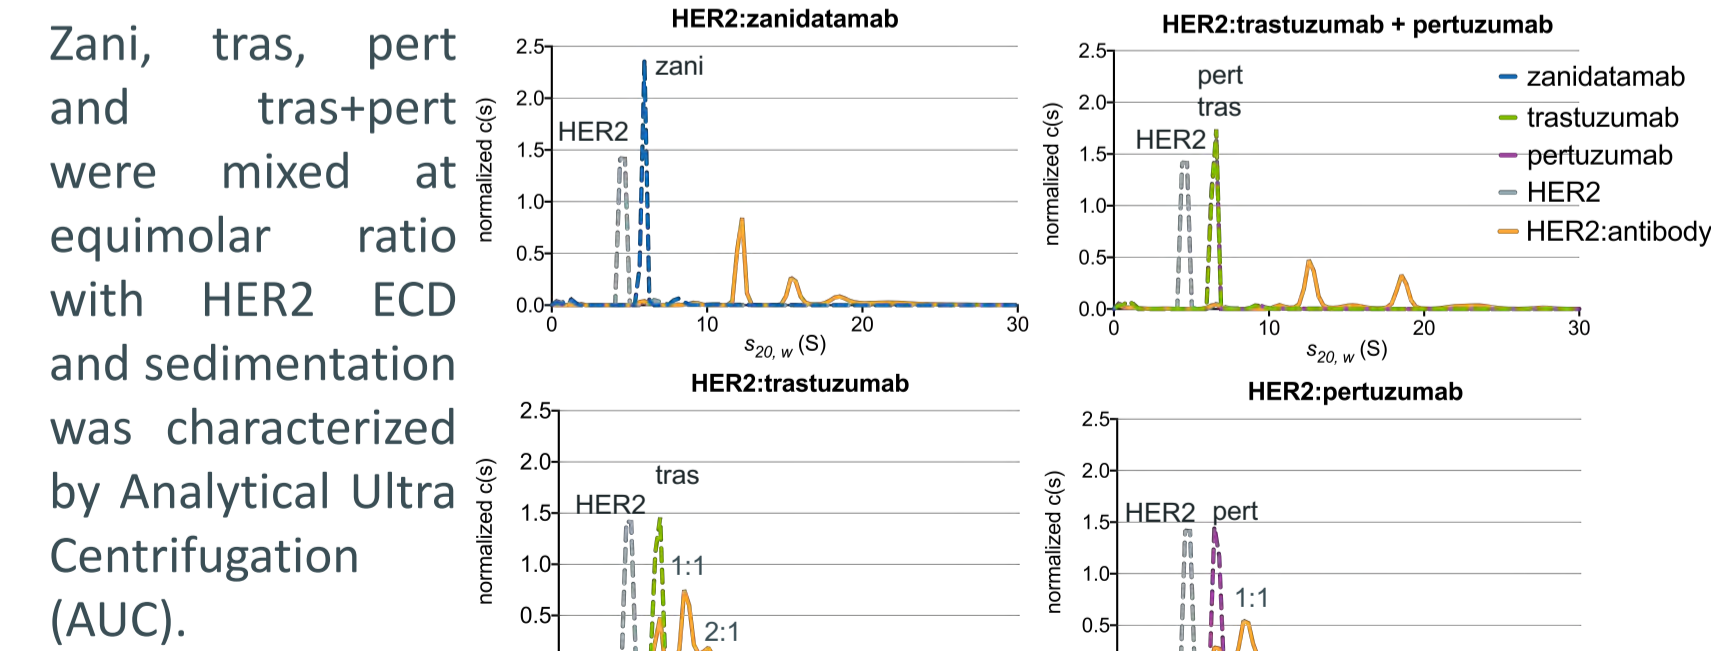 Zani, tras, pert
and tras+pert
were mixed at
equimolar ratio
with HER2 ECD
and sedimentation
was characterized
by Analytical Ultra
Centrifugation
(AUC).
HER2:zanidatamab
2.5
2.0
1.5
1.0
0.5
0.0
normalized c(s)
HER2
zani
0 10 20 30
s20, w (S)
HER2:trastuzumab + pertuzumab
2.5
2.0
1.5
1.0
0.5
0.0
normalized c(s)
pert
tras
HER2
zanidatamab
trastuzumab
pertuzumab
HER2
HER2:antibody
0 10 20 30
s20, w (S)
HER2:trastuzumab
2.5
2.0
1.5
1.0
0.5
normalized c(s)
tras
HER2
1:1
2:1
HER2:pertuzumab
2.5
2.0
1.5
1.0
0.5
normalized c(s)
HER2 pert
1:1